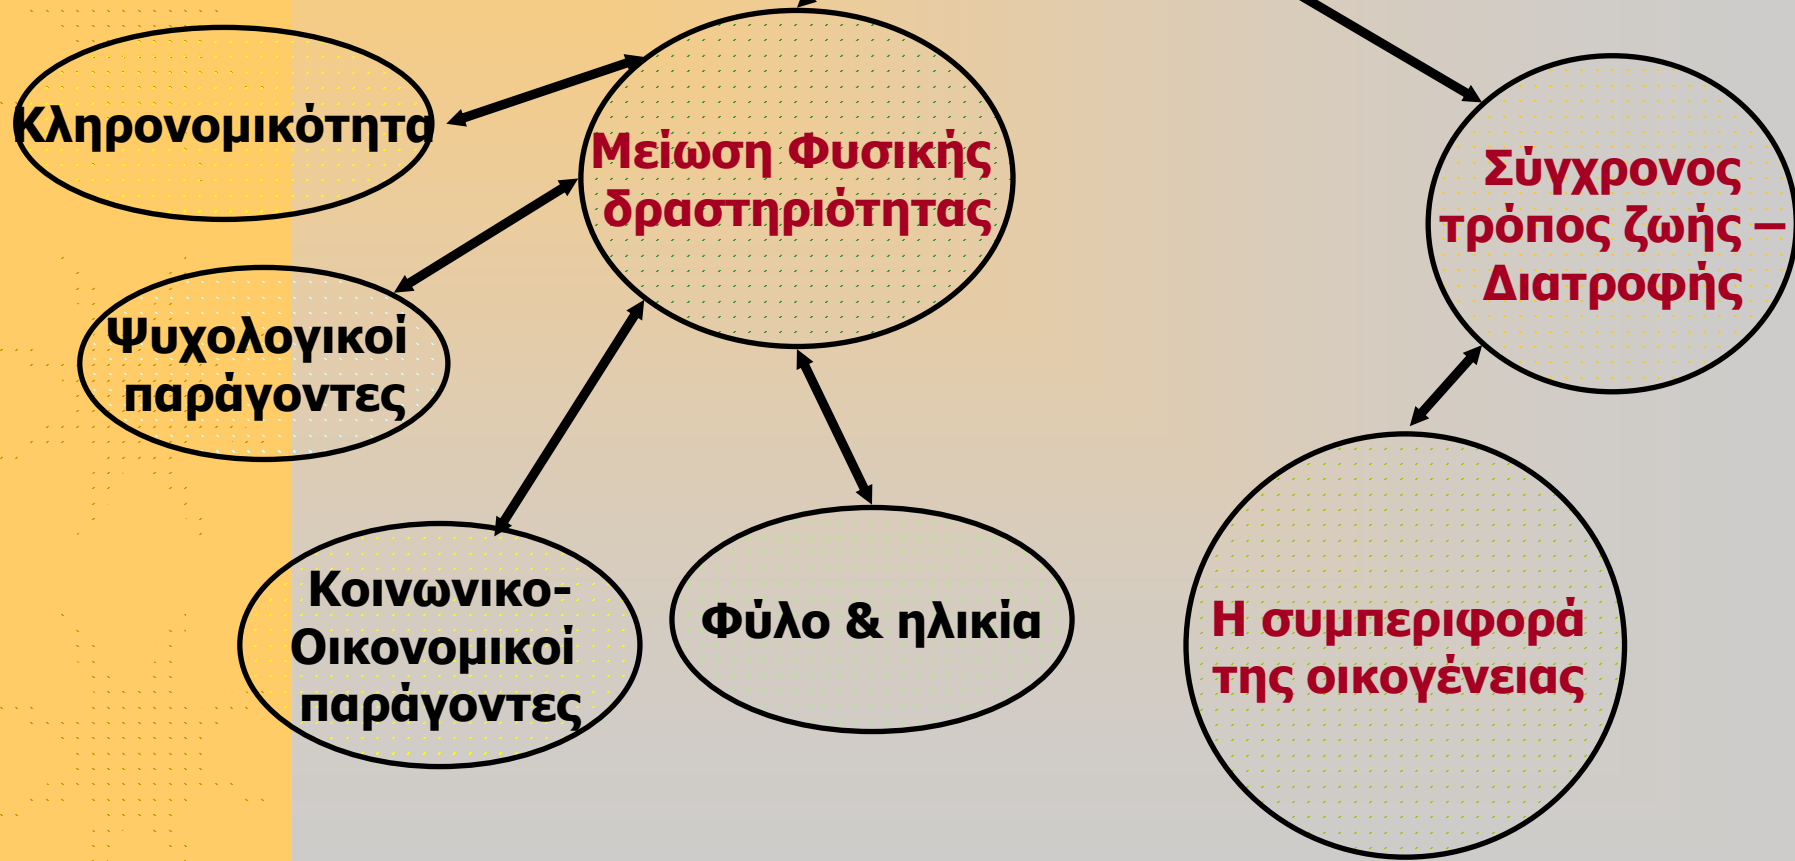 Κληρονομικότητα
Μείωση Φυσικής
δραστηριότητας
Σύγχρονος
τρόπος ζωής –
Διατροφής
Ψυχολογικοί
παράγοντες
Κοινωνικο-
Οικονομικοί
παράγοντες
Φύλο & ηλικία
Η συμπεριφορά
της οικογένειας